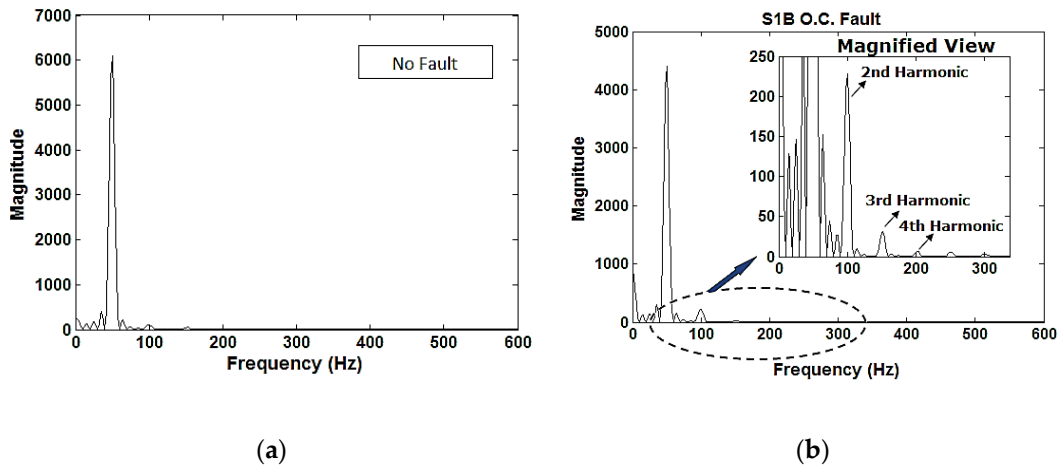 7000
6000
5000
4000
3000
2000
1000
0
Magnitude
No Fault
0 100 200 300 400 500 600
Frequency (Hz)
(a)
S1B O.C. Fault
5000
4000
3000
2000
1000
0
Magnitude
Magnified View
250
200
150
100
50
0
2nd Harmonic
3rd Harmonic
4th Harmonic
0 100 200 300
0 100 200 300 400 500 600
Frequency (Hz)
(b)